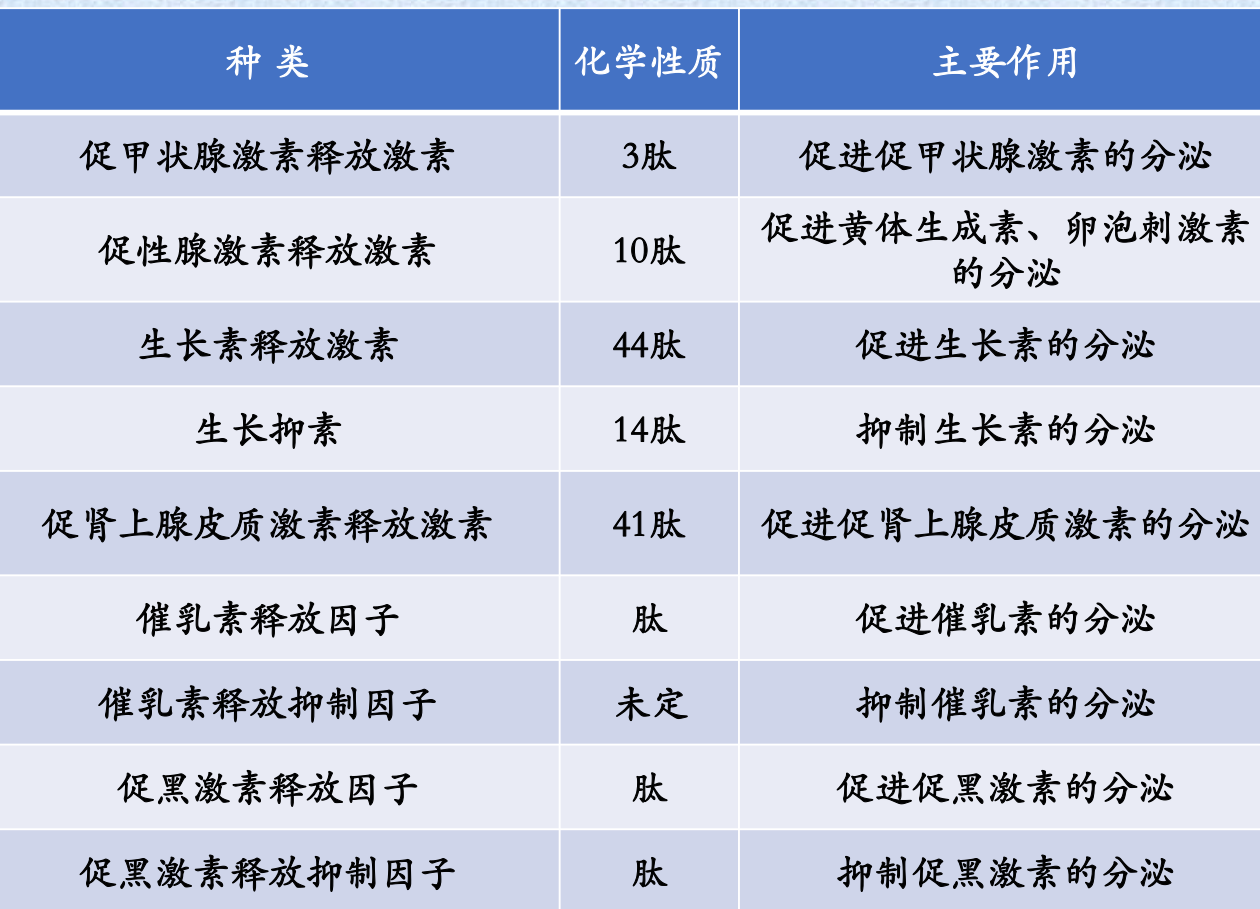 种 类 化学性质 主要作用
促甲状腺激素释放激素 3肽 促进促甲状腺激素的分泌
促性腺激素释放激素 10肽 促进黄体生成素、卵泡刺激素
的分泌
生长素释放激素 44肽 促进生长素的分泌
生长抑素 14肽 抑制生长素的分泌
促肾上腺皮质激素释放激素 41肽 促进促肾上腺皮质激素的分泌
催乳素释放因子 肽 促进催乳素的分泌
催乳素释放抑制因子 未定 抑制催乳素的分泌
促黑激素释放因子 肽 促进促黑激素的分泌
促黑激素释放抑制因子 肽 抑制促黑激素的分泌